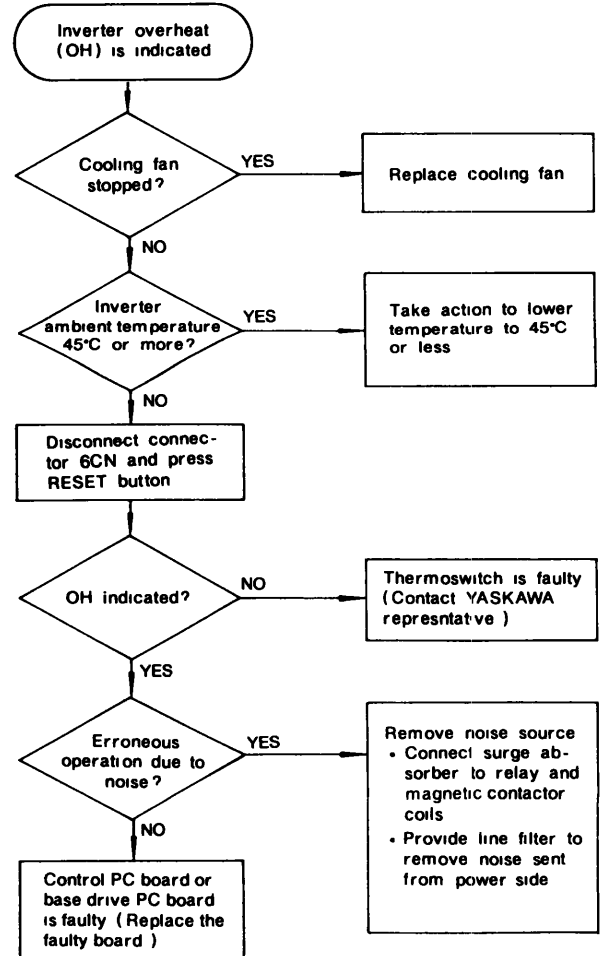 Inverter overheat
(OH) is indicated
Cooling fan
stopped?
YES
Replace cooling fan
NO
Inverter
ambient temperature
45°C or more?
YES
Take action to lower
temperature to 45°C
or less
NO
Disconnect connec-
tor 6CN and press
RESET button
OH indicated?
NO
Thermoswitch is faulty
(Contact YASKAWA
represntative)
YES
Erroneous
operation due to
noise?
YES
Remove noise source
• Connect surge ab-
sorber to relay and
magnetic contactor
coils
• Provide line filter to
remove noise sent
from power side
NO
Control PC board or
base drive PC board
is faulty (Replace the
faulty board)